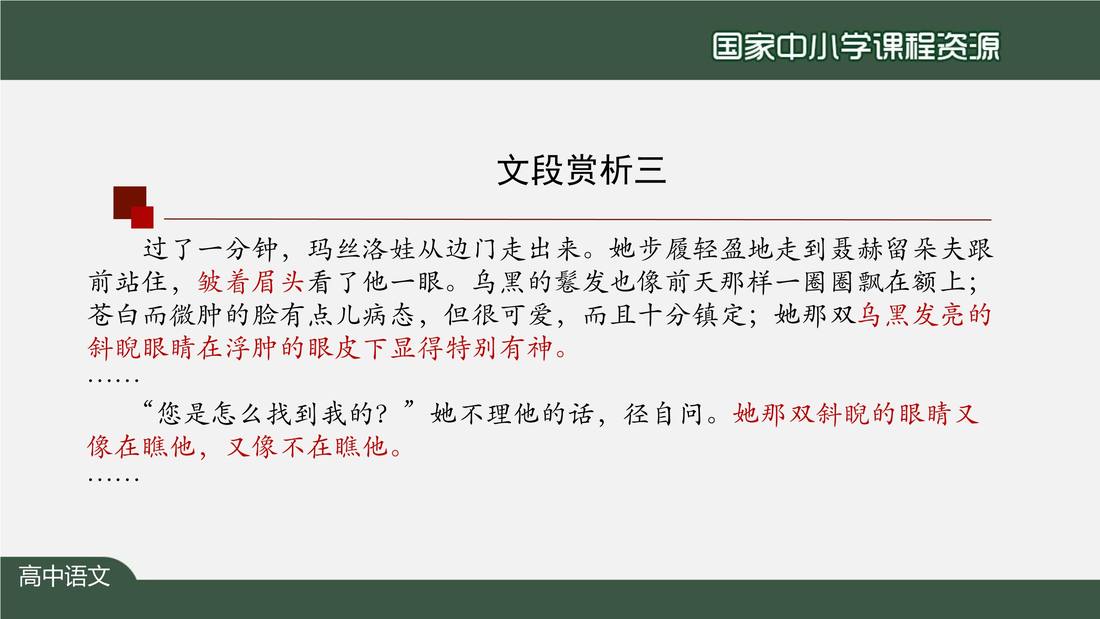 国家中小学课程资源
文段赏析三
过了一分钟，玛丝洛娃从边门走出来。她步履轻盈地走到聂赫留朵夫跟
前站住，皱着眉头看了他一眼。乌黑的鬈发也像前天那样一圈圈飘在额上；
苍白而微肿的脸有点儿病态，但很可爱，而且十分镇定；她那双乌黑发亮的
斜睨眼睛在浮肿的眼皮下显得特别有神。
……
“您是怎么找到我的？”她不理他的话，径自问。她那双斜睨的眼睛又
像在瞧他，又像不在瞧他。
……
高中语文